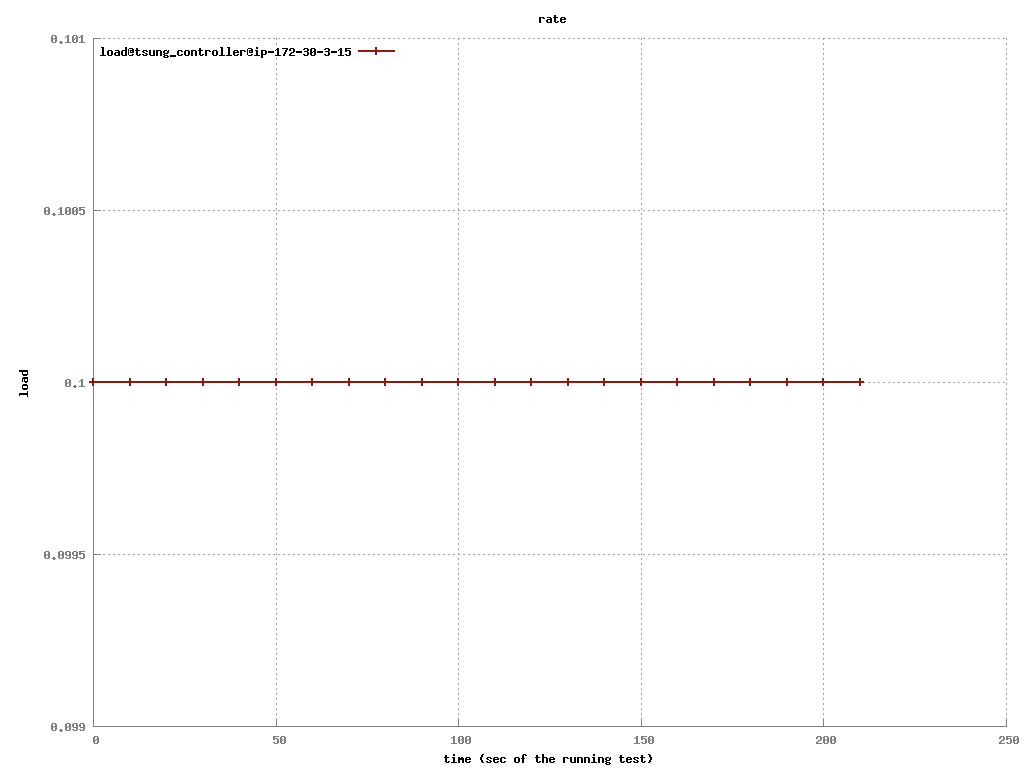 rate
0.101
load@tsung_controller@ip-172-30-3-15
0.1005
load
0.1
0.0995
0.099
0 50 100 150 200 250
time (sec of the running test)